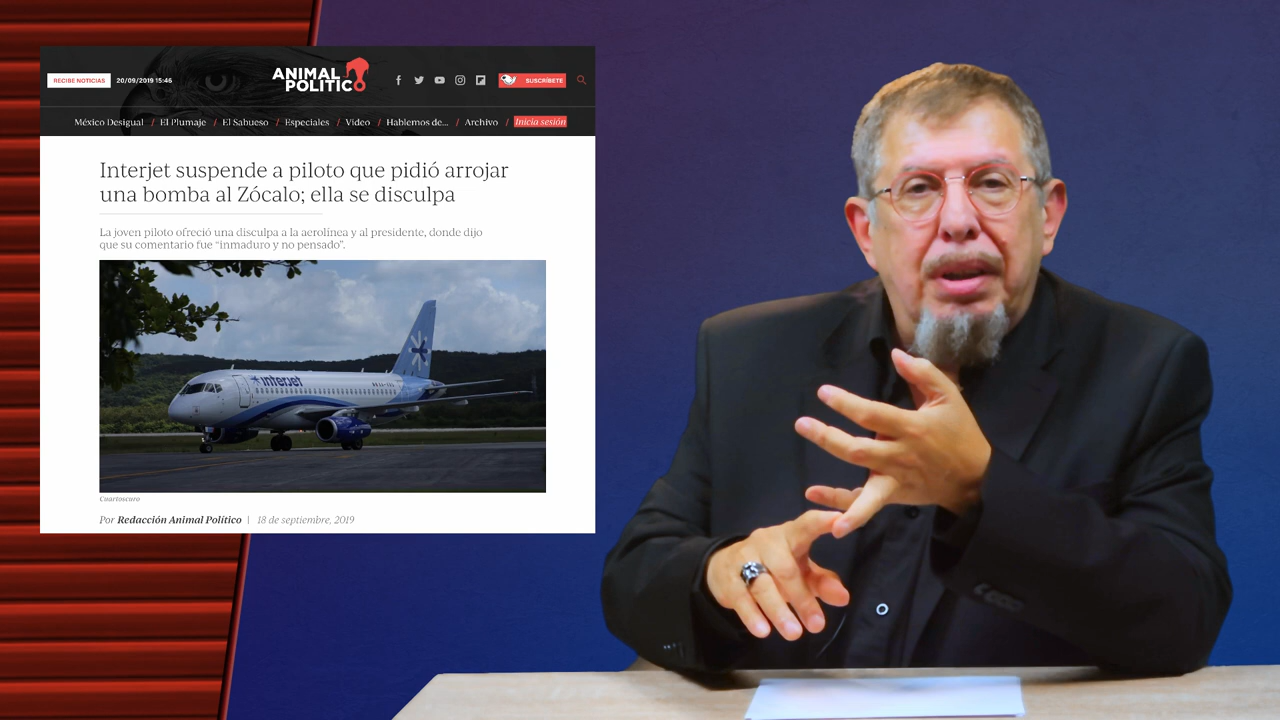 RECIBE NOTICIAS
20/09/2019 15:46
ANIMAL
POLITICO
SUSCRÍBETE
México Desigual / El Plumaje / El Sabueso / Especiales / Video / Hablemos de... / Archivo / Inicia sesión
Interjet suspende a piloto que pidió arrojar
una bomba al Zócalo; ella se disculpa
La joven piloto ofreció una disculpa a la aerolínea y al presidente, donde dijo
que su comentario fue “inmaduro y no pensado”.
interjet
Cuartoscuro
Por Redacción Animal Político | 18 de septiembre, 2019